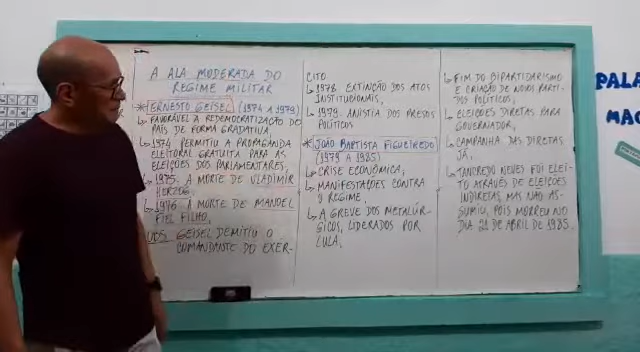 A ALA MODERADA DO
REGIME MILITAR
* ERNESTO GEISEL (1974 A 1979)
↳ FAVORÁVEL A REDEMOCRATIZAÇÃO DE
PAÍS DE FORMA GRADATIVA,
↳ 1974 PERMITIU A PROPAGANDA
ELEITORAL GRATUITA PARA AS
ELEIÇÕES DOS PARLAMENTARES,
↳ 1975. A MORTE DE VLADIMIR
HERZOG
↳ 1976 A MORTE DE MANOEL
FIEL FILHO,
OBS GEISEL DEMITIU O
COMANDANTE DO EXÉR-
CITO
↳ 1978 EXTINÇÃO DOS ATOS
INSTITUCIONAIS,
↳ 1979. ANISTIA DOS PRESOS
POLÍTICOS
* JOÃO BAPTISTA FIGUEIREDO
(1979 A 1985)
↳ CRISE ECONÔMICA,
↳ MANIFESTAÇÕES CONTRA
O REGIME,
↳ A GREVE DOS METALÚR-
GICOS, LIDERADOS POR
LULA,
↳ FIM DO BIPARTIDARISMO
E CRIAÇÃO DE NOVOS PARTI-
DOS POLÍTICOS,
↳ ELEIÇÕES DIRETAS PARA
GOVERNADOR,
↳ CAMPANHA DAS DIRETAS
JÁ,
↳ TANCREDO NEVES FOI ELEI-
TO ATRAVÉS DE ELEIÇÕES
INDIRETAS, MAS NÃO AS-
SUMIU, POIS MORREU NO
DIA 21 DE ABRIL DE 1985.
PALA